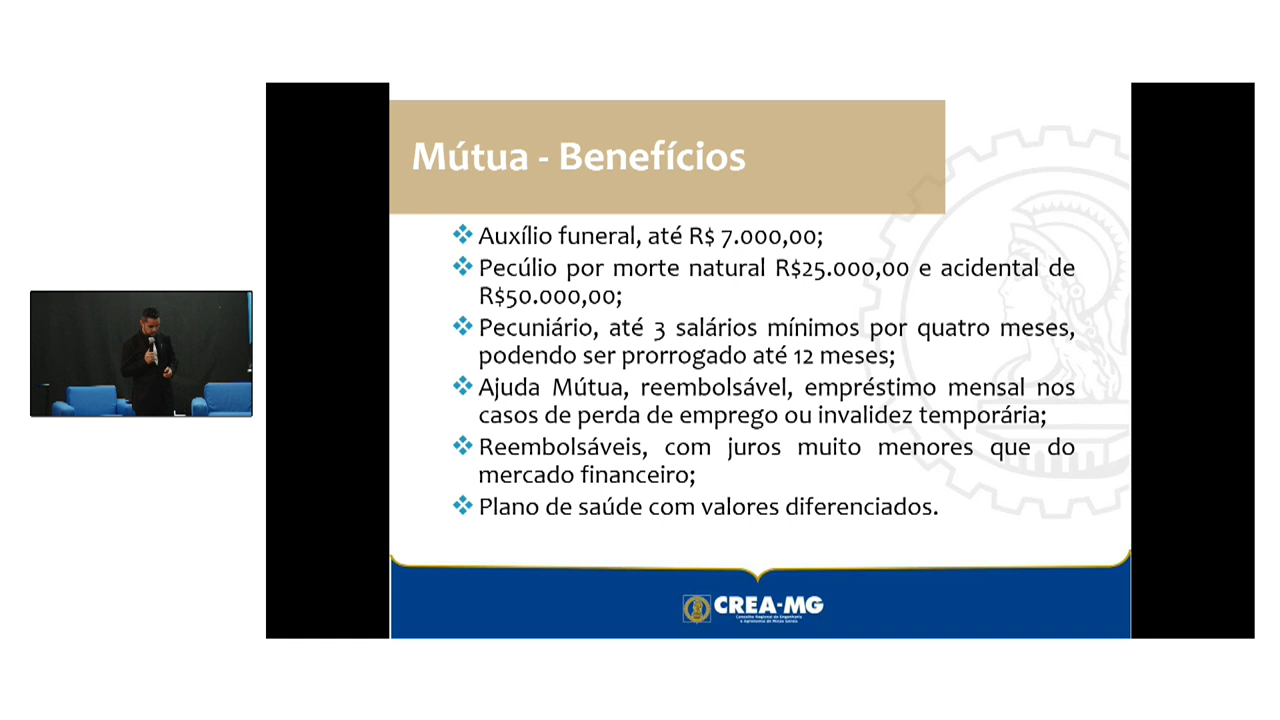 Mútua - Benefícios
Auxílio funeral, até R$ 7.000,00;
Pecúlio por morte natural R$25.000,00 e acidental de
R$50.000,00;
Pecuniário, até 3 salários mínimos por quatro meses,
podendo ser prorrogado até 12 meses;
Ajuda Mútua, reembolsável, empréstimo mensal nos
casos de perda de emprego ou invalidez temporária;
Reembolsáveis, com juros muito menores que do
mercado financeiro;
Plano de saúde com valores diferenciados.
CREA-MG
Conselho Regional de Engenharia
e Agronomia de Minas Gerais